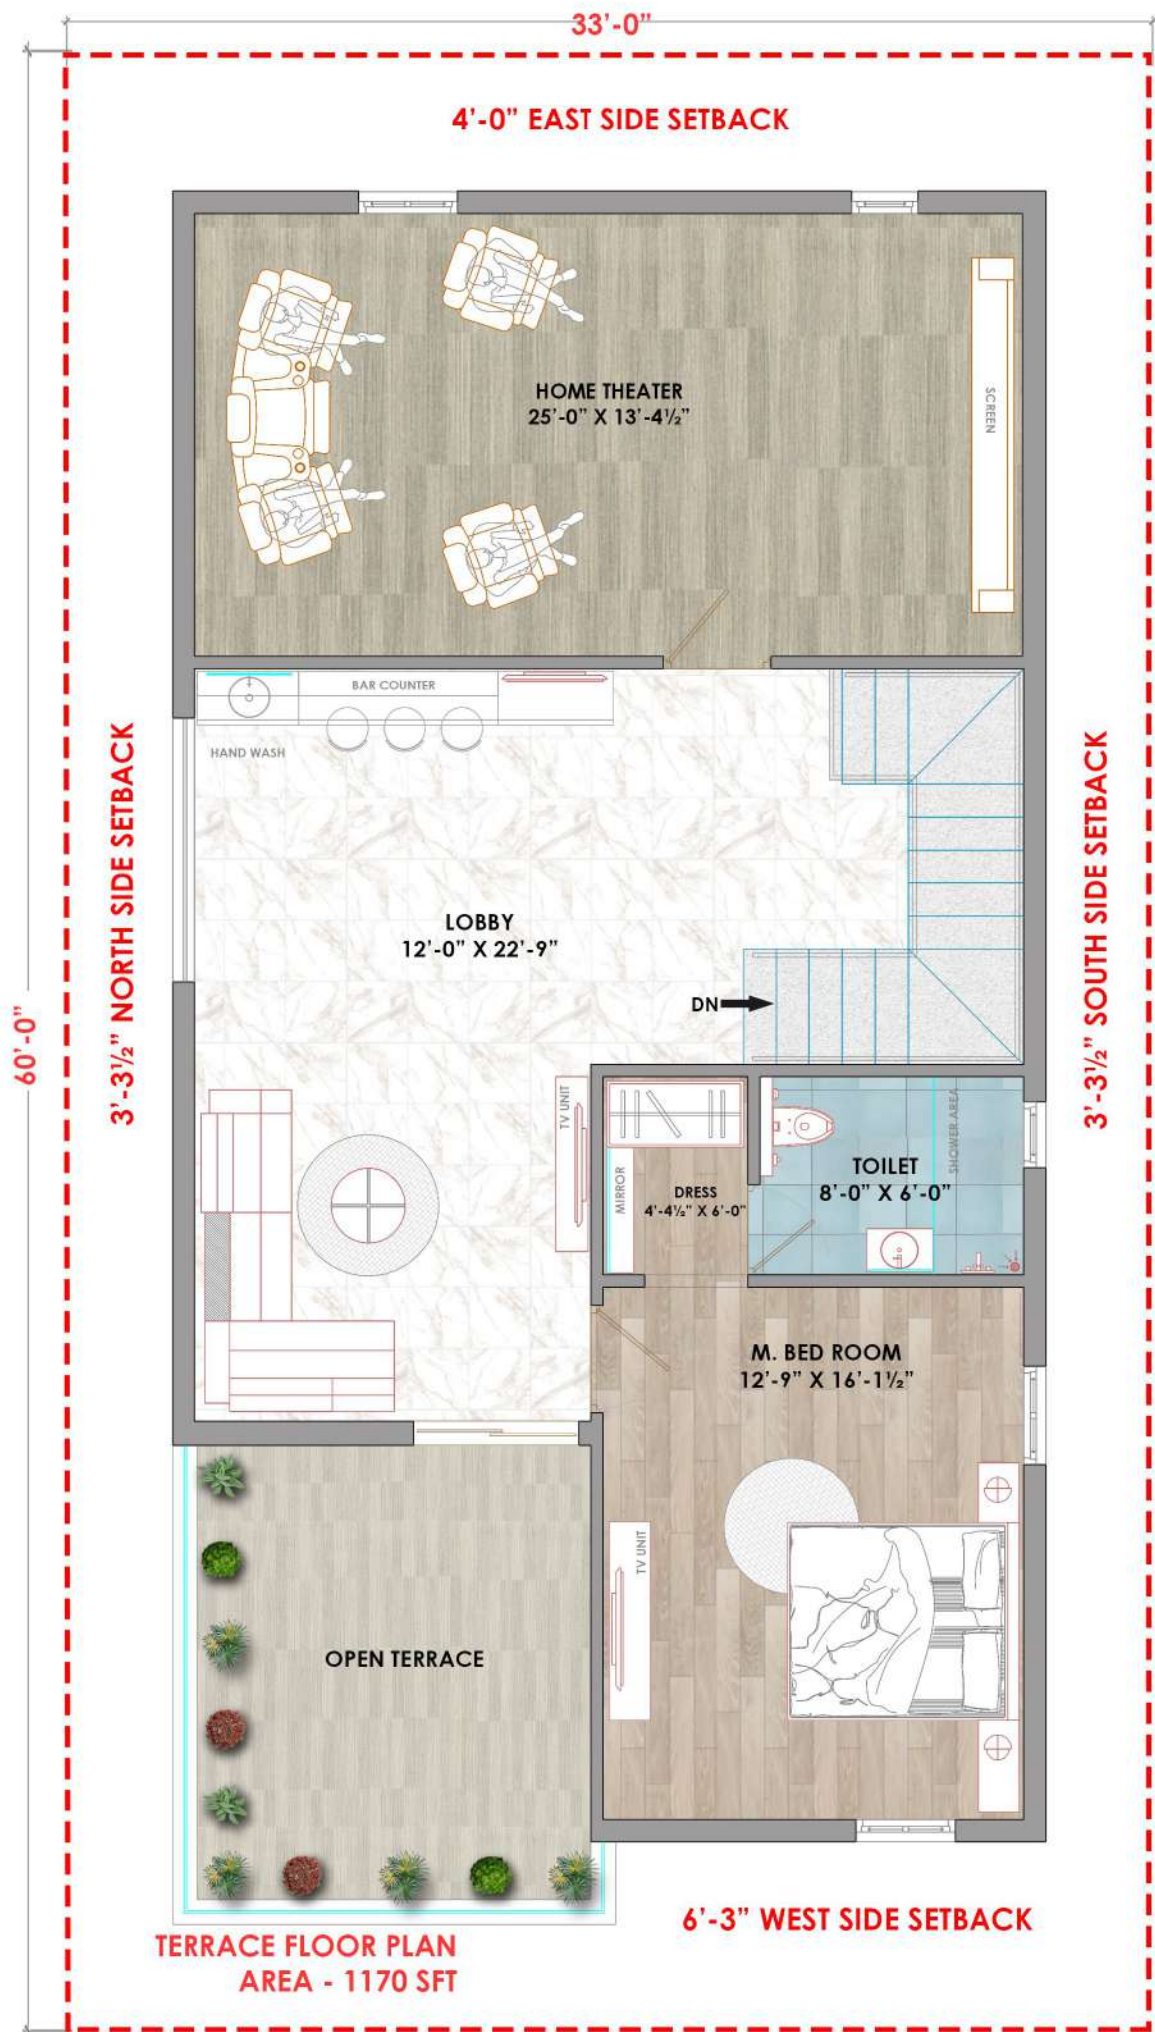 33'-0"
4'-0" EAST SIDE SETBACK
HOME THEATER
25'-0" X 13'-4½"
SCREEN
BAR COUNTER
HAND WASH
3'-3½" NORTH SIDE SETBACK
3'-3½" SOUTH SIDE SETBACK
LOBBY
12'-0" X 22'-9"
DN
60'-0"
TV UNIT
MIRROR
DRESS
4'-4½" X 6'-0"
TOILET
8'-0" X 6'-0"
SHOWER AREA
M. BED ROOM
12'-9" X 16'-1½"
TV UNIT
OPEN TERRACE
6'-3" WEST SIDE SETBACK
TERRACE FLOOR PLAN
AREA - 1170 SFT